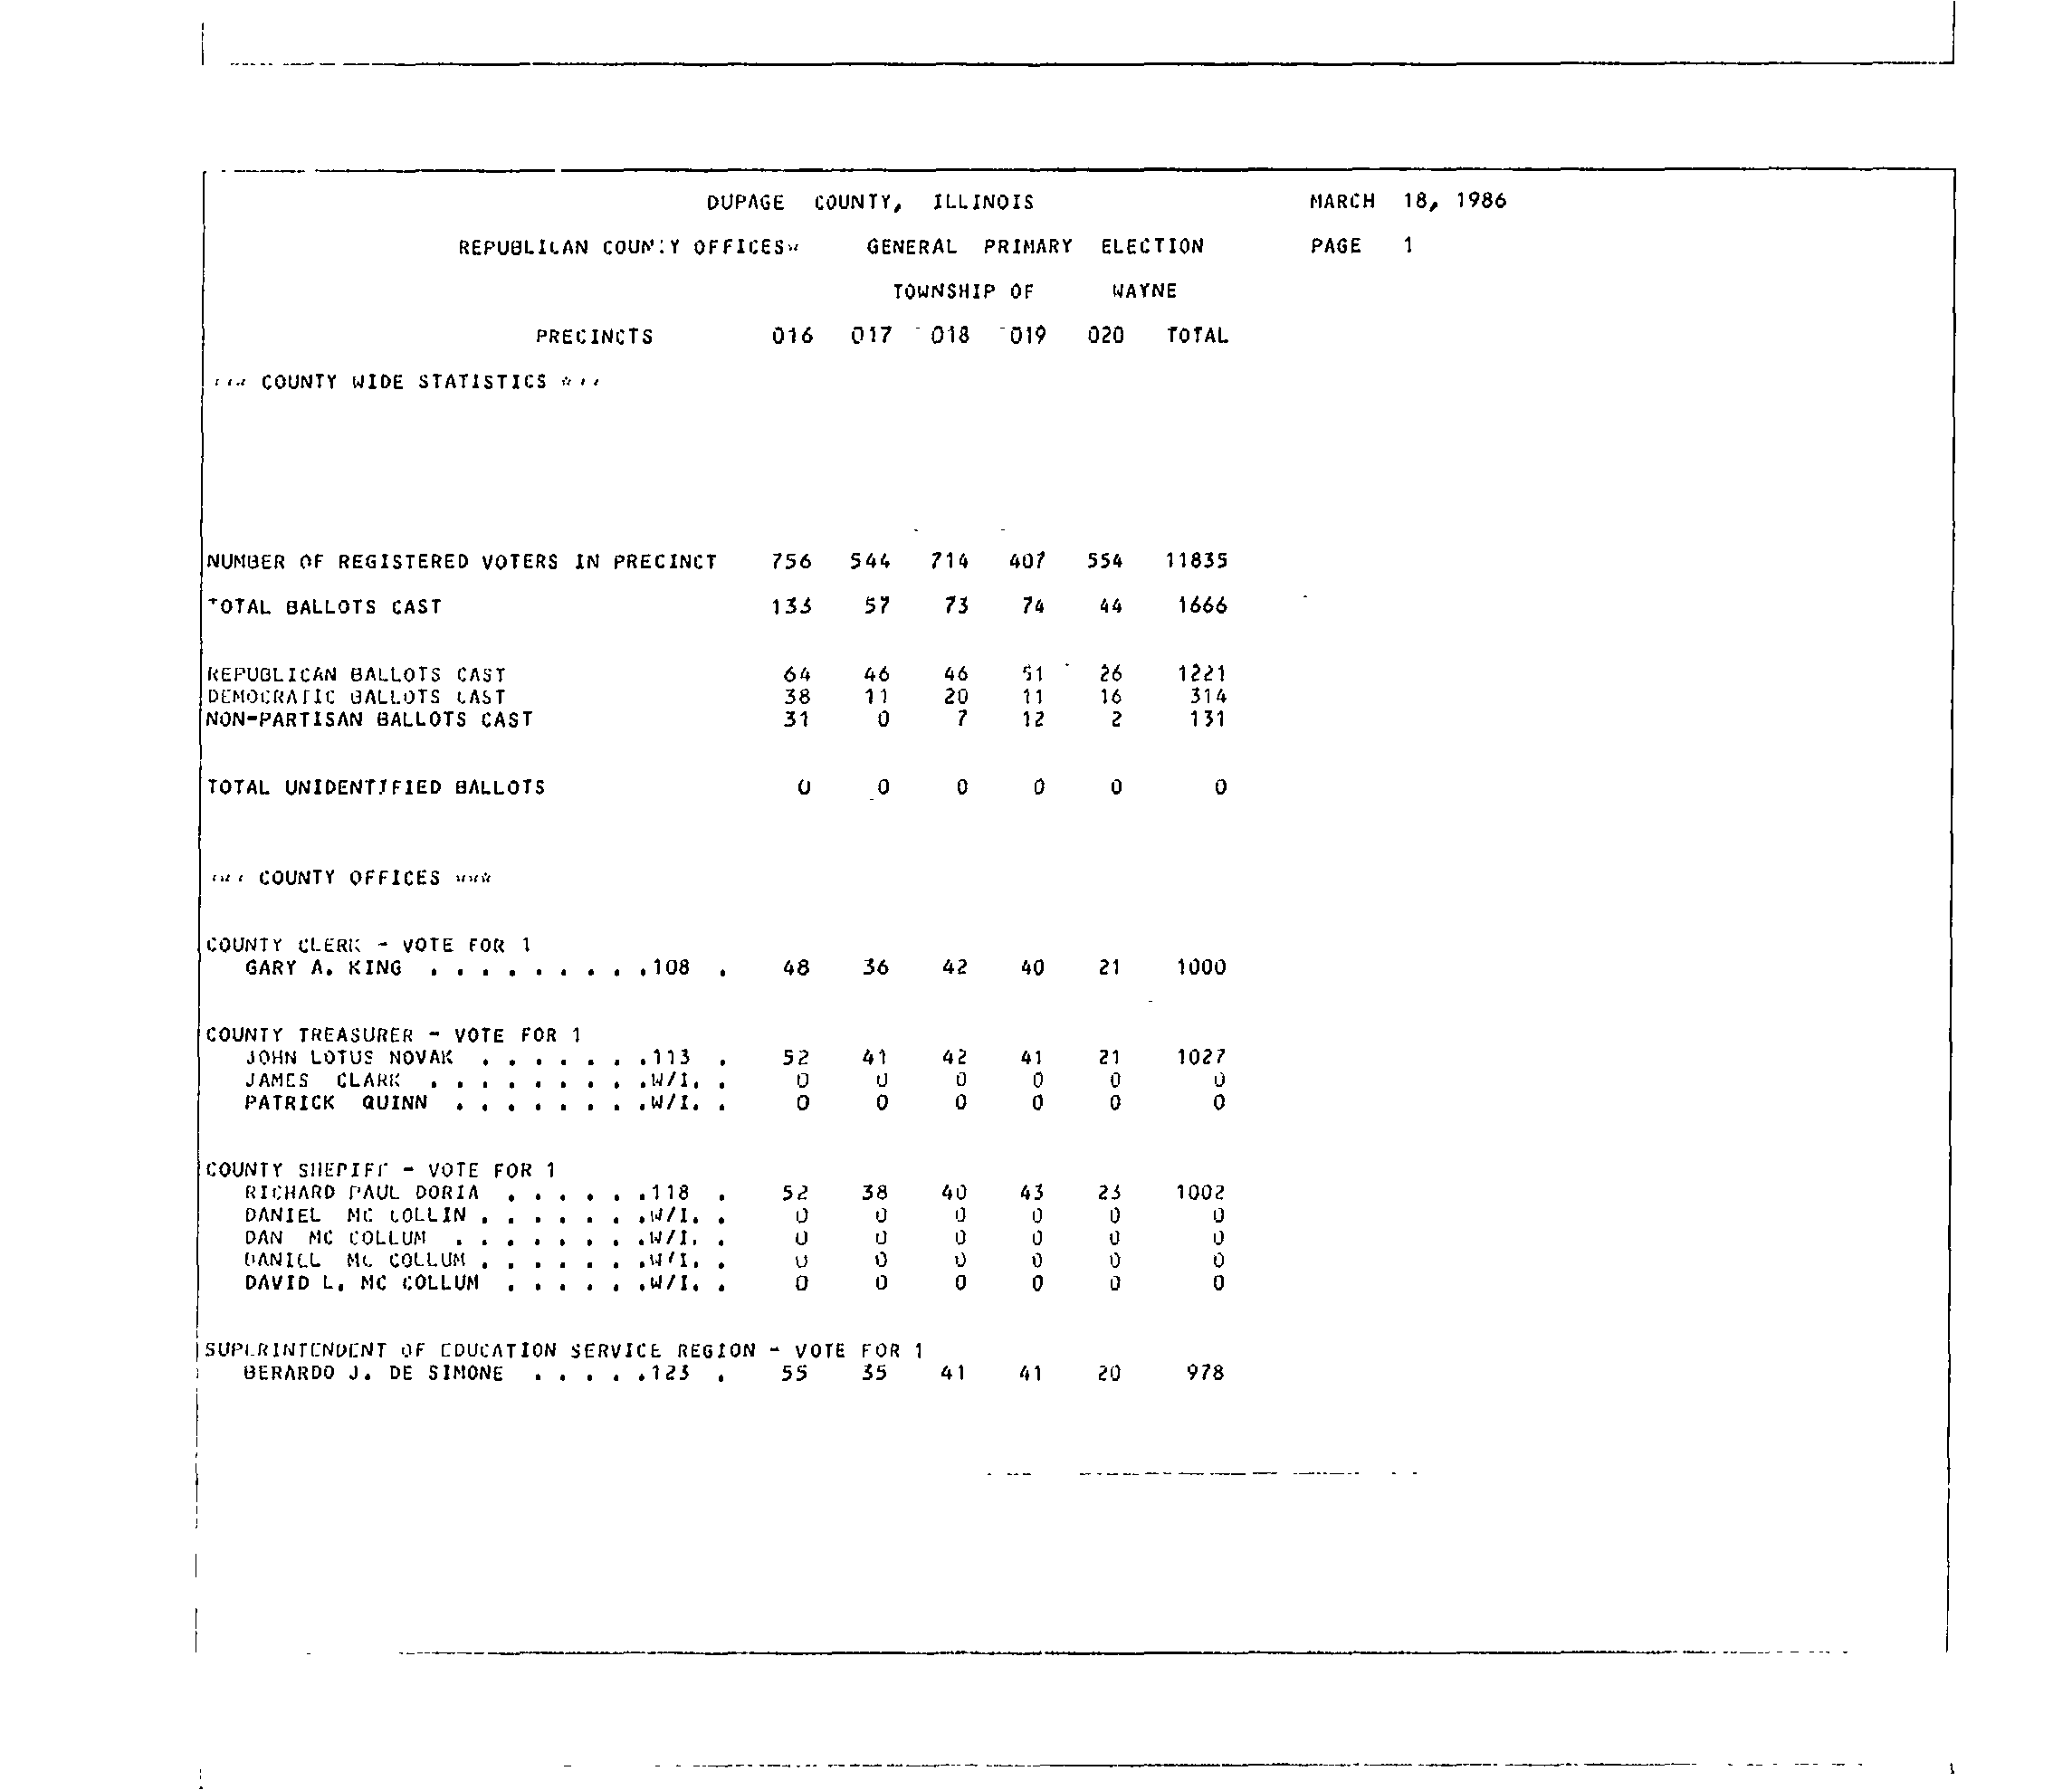 DUPAGE COUNTY, ILLINOIS MARCH 18, 1986
REPUBLICAN COUNTY OFFICES* GENERAL PRIMARY ELECTION PAGE 1
TOWNSHIP OF WAYNE
PRECINCTS 016 017 018 019 020 TOTAL
*** COUNTY WIDE STATISTICS ***
NUMBER OF REGISTERED VOTERS IN PRECINCT 756 544 714 407 554 11835
TOTAL BALLOTS CAST 133 57 73 74 44 1666
REPUBLICAN BALLOTS CAST 64 46 46 51 26 1221
DEMOCRATIC BALLOTS CAST 38 11 20 11 16 314
NON-PARTISAN BALLOTS CAST 31 0 7 12 2 131
TOTAL UNIDENTIFIED BALLOTS 0 0 0 0 0 0
*** COUNTY OFFICES ***
COUNTY CLERK - VOTE FOR 1
GARY A. KING . . . . . . . . .108 . 48 36 42 40 21 1000
COUNTY TREASURER - VOTE FOR 1
JOHN LOTUS NOVAK . . . . . . .113 . 52 41 42 41 21 1027
JAMES CLARK . . . . . . . . .W/I. . 0 0 0 0 0 0
PATRICK QUINN . . . . . . . .W/I. . 0 0 0 0 0 0
COUNTY SHERIFF - VOTE FOR 1
RICHARD PAUL DORIA . . . . . .118 . 52 38 40 43 23 1002
DANIEL MC COLLIN . . . . . . .W/I. . 0 0 0 0 0 0
DAN MC COLLUM . . . . . . . .W/I. . 0 0 0 0 0 0
DANIEL MC COLLUM . . . . . . .W/I. . 0 0 0 0 0 0
DAVID L. MC COLLUM . . . . . .W/I. . 0 0 0 0 0 0
SUPERINTENDENT OF EDUCATION SERVICE REGION - VOTE FOR 1
BERARDO J. DE SIMONE . . . . .123 . 55 35 41 41 20 978